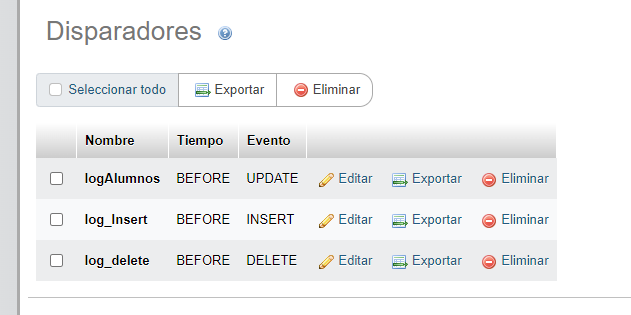 Disparadores
Seleccionar todo Exportar Eliminar
Nombre Tiempo Evento
logAlumnos BEFORE UPDATE Editar Exportar Eliminar
log_Insert BEFORE INSERT Editar Exportar Eliminar
log_delete BEFORE DELETE Editar Exportar Eliminar